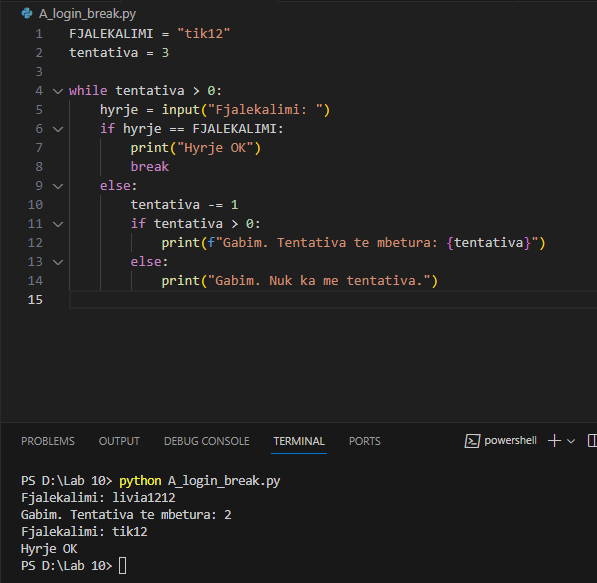 A_login_break.py
1 FJALEKALIMI = "tik12"
2 tentativa = 3
3
4 while tentativa > 0:
5     hyrje = input("Fjalekalimi: ")
6     if hyrje == FJALEKALIMI:
7         print("Hyrje OK")
8         break
9     else:
10         tentativa -= 1
11         if tentativa > 0:
12             print(f"Gabim. Tentativa te mbetura: {tentativa}")
13         else:
14             print("Gabim. Nuk ka me tentativa.")
15
PROBLEMS OUTPUT DEBUG CONSOLE TERMINAL PORTS powershell
PS D:\Lab 10> python A_login_break.py
Fjalekalimi: livia1212
Gabim. Tentativa te mbetura: 2
Fjalekalimi: tik12
Hyrje OK
PS D:\Lab 10>